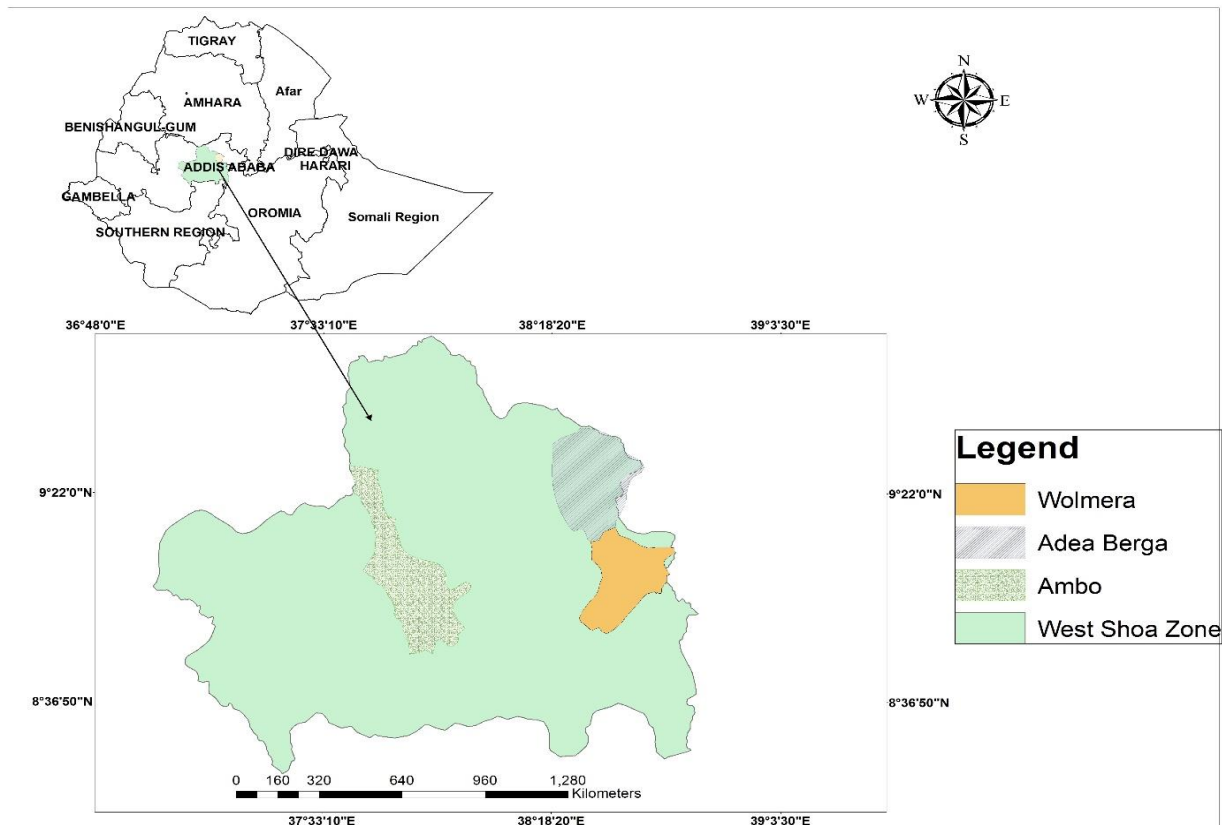 TIGRAY
AMHARA
Afar
BENISHANGUL-GUM
DIRE DAWA
HARARI
ADDIS ABABA
GAMBELLA
OROMIA
Somali Region
SOUTHERN REGION
N
W E
S
36°48'0"E 37°33'10"E 38°18'20"E 39°3'30"E
9°22'0"N 9°22'0"N
8°36'50"N 8°36'50"N
0 160 320 640 960 1,280
Kilometers
37°33'10"E 38°18'20"E 39°3'30"E
Legend
Wolmera
Adea Berga
Ambo
West Shoa Zone